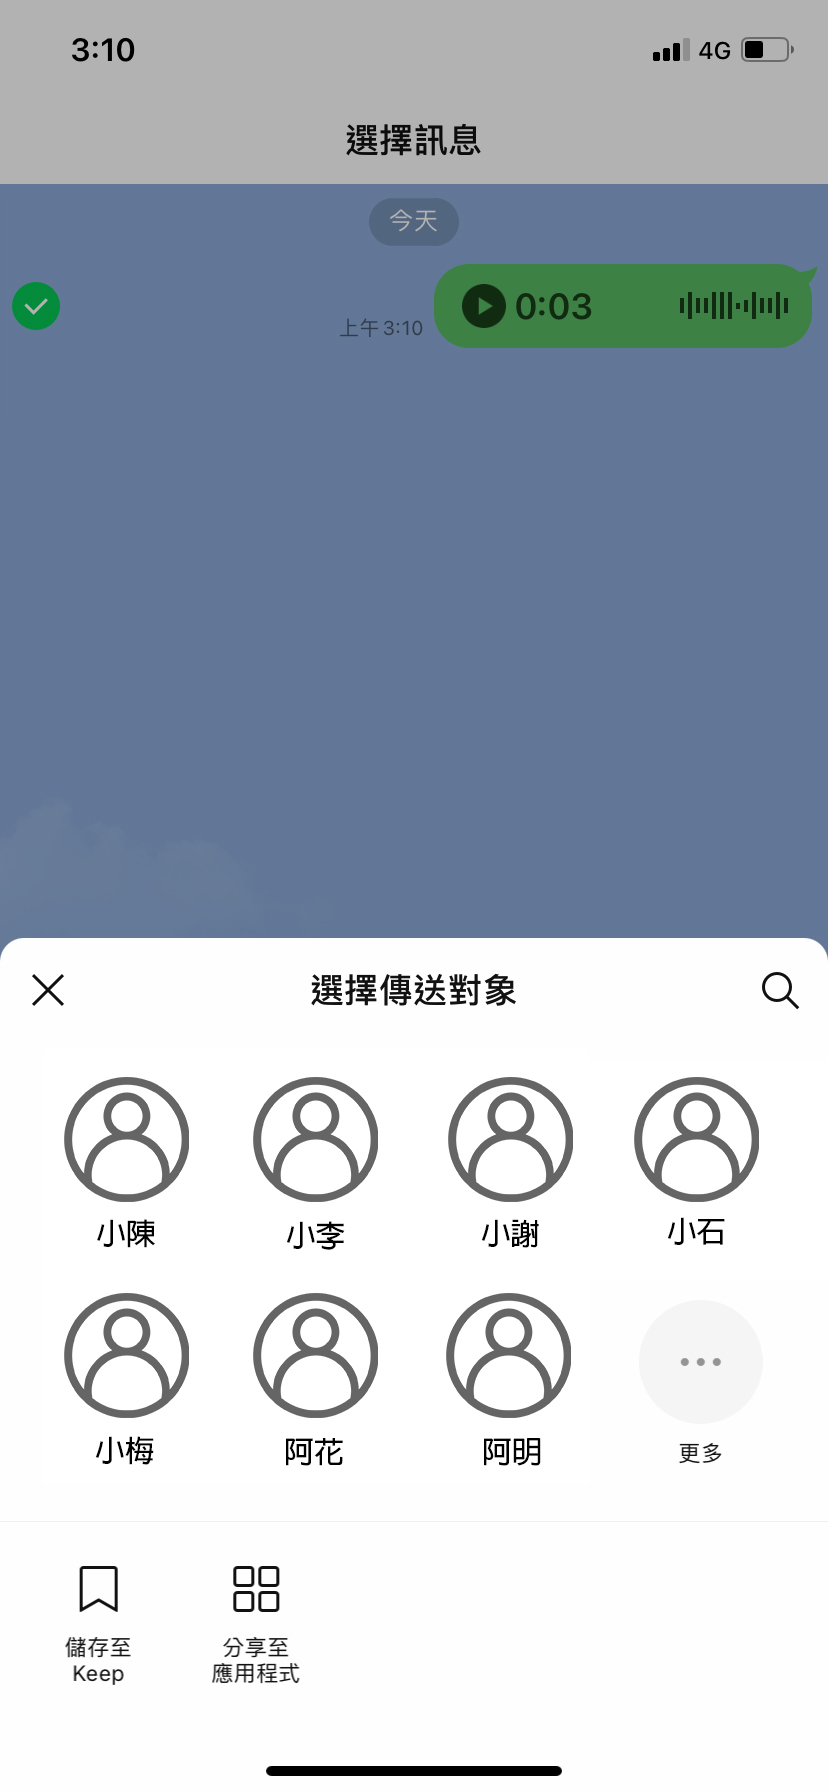 3:10
4G
選擇訊息
今天
上午 3:10
0:03
選擇傳送對象
小陳
小李
小謝
小石
小梅
阿花
阿明
更多
儲存至
Keep
分享至
應用程式